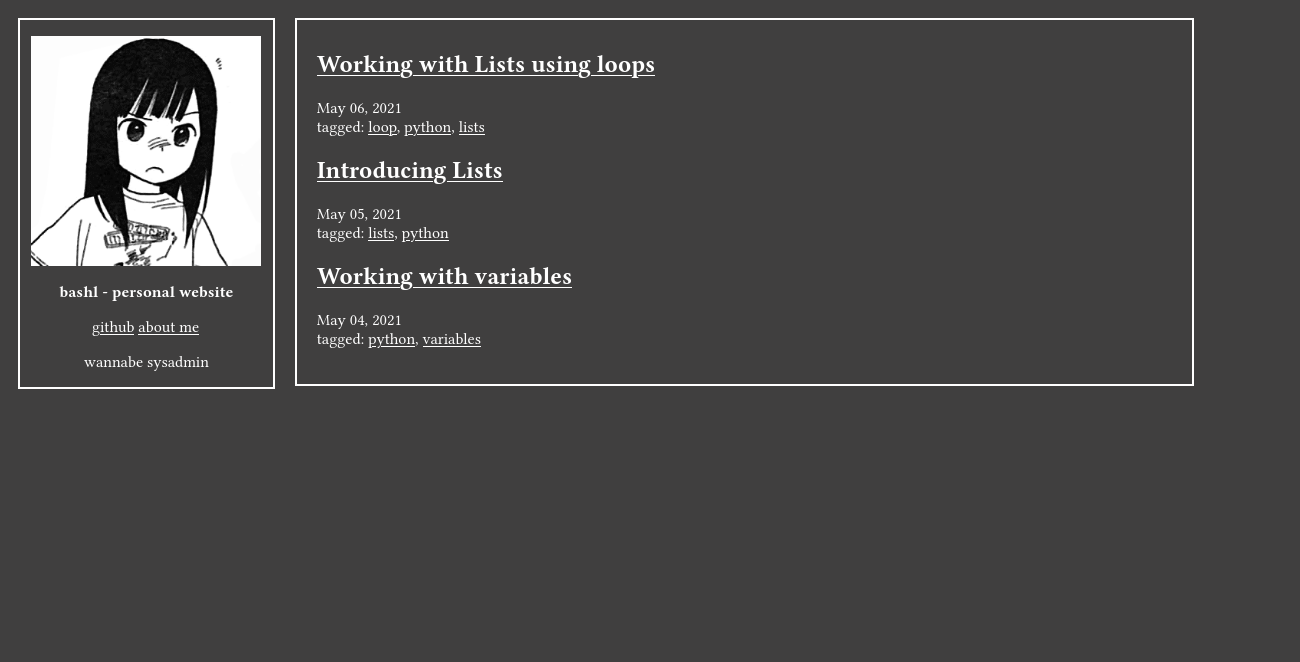 bashl - personal website
github about me
wannabe sysadmin
Working with Lists using loops
May 06, 2021
tagged: loop, python, lists
Introducing Lists
May 05, 2021
tagged: lists, python
Working with variables
May 04, 2021
tagged: python, variables